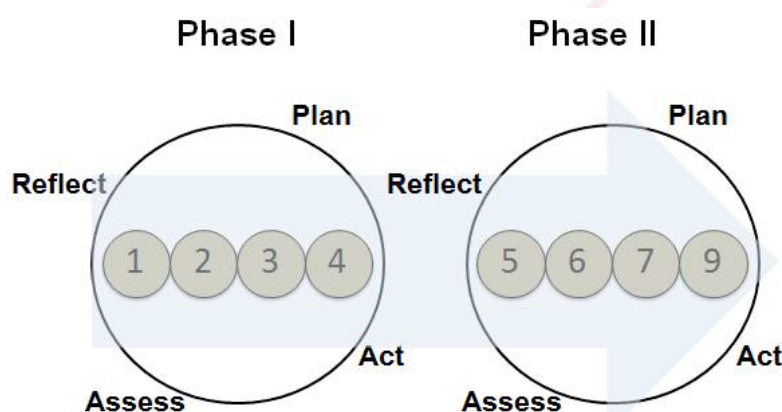 Phase I Phase II
Plan Plan
Reflect Reflect
1 2 3 4 5 6 7 9
Act Act
Assess Assess